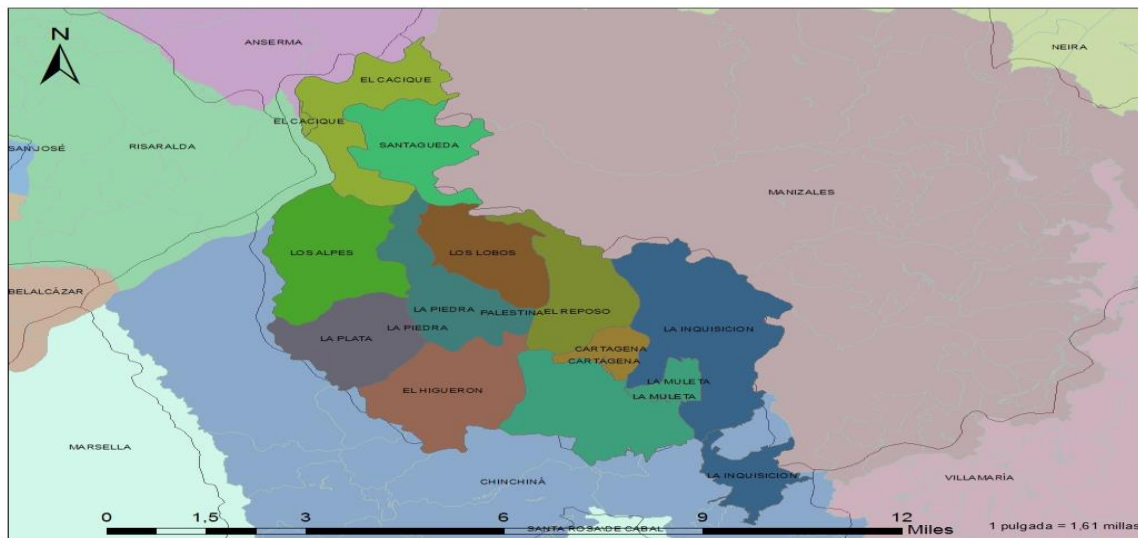 N
ANSERMA
NEIRA
EL CACIQUE
EL CACIQUE
SAN JOSÉ
RISARALDA
SANTAGUEDA
MANIZALES
LOS ALPES
LOS LOBOS
BELALCÁZAR
LA PIEDRA
PALESTINA
EL REPOSO
LA PIEDRA
LA INQUISICION
LA PLATA
CARTAGENA
CARTAGENA
EL HIGUERON
LA MULETA
LA MULETA
MARSELLA
CHINCHINÁ
LA INQUISICION
VILLAMARÍA
0 1,5 3 6 9 12
Miles
SANTA ROSA DE CABAL
1 pulgada = 1,61 millas